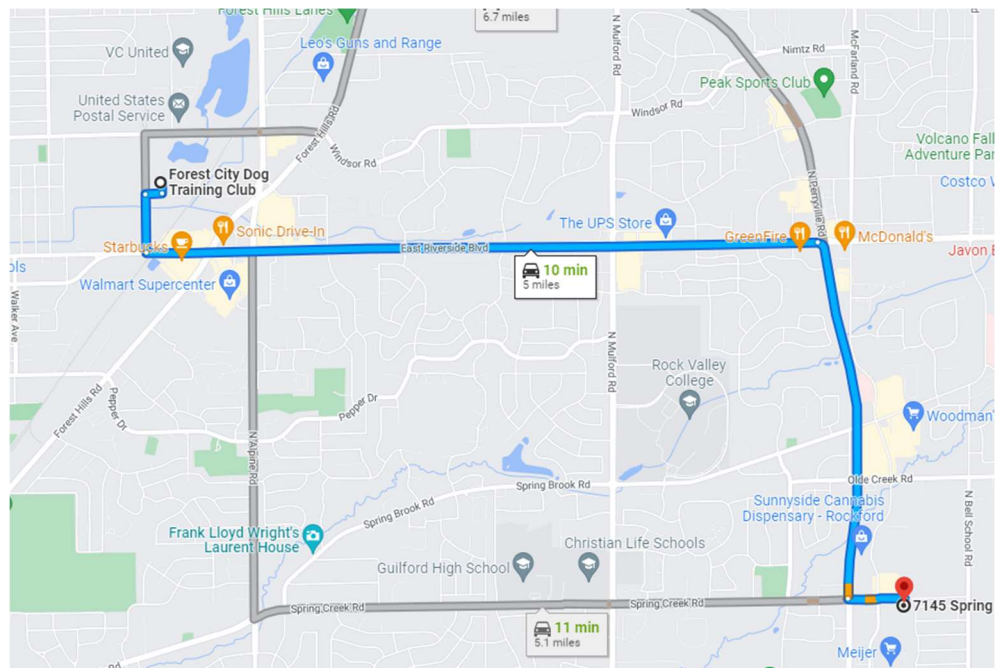 Forest Hills Lanes
6.7 miles
N Mulford Rd
VC United
Leo's Guns and Range
Nimtz Rd
McFarland Rd
Peak Sports Club
United States
Postal Service
Windsor Rd
Forest Hills Rd
Windsor Rd
Volcano Fall
Adventure Par
Forest City Dog
Training Club
N Perryville Rd
Costco W
Starbucks
Sonic Drive-In
The UPS Store
GreenFire
McDonald's
East Riverside Blvd
Javon B
ols
Walmart Supercenter
10 min
5 miles
Walker Ave
N Mulford Rd
Rock Valley
College
Forest Hills Rd
Pepper Dr
Pepper Dr
Woodman'
N Alpine Rd
Olde Creek Rd
Spring Brook Rd
Spring Brook Rd
Sunnyside Cannabis
Dispensary - Rockford
N Bell School Rd
Frank Lloyd Wright's
Laurent House
Christian Life Schools
Guilford High School
Spring Creek Rd
Spring Creek Rd
7145 Spring
11 min
5.1 miles
Meijer